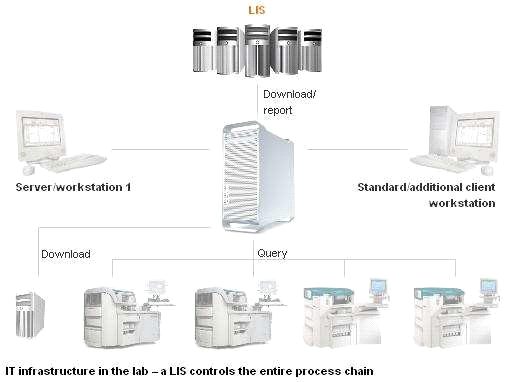 LIS
Download/
report
Server/workstation 1
Standard/additional client
workstation
Download
Query
IT infrastructure in the lab – a LIS controls the entire process chain